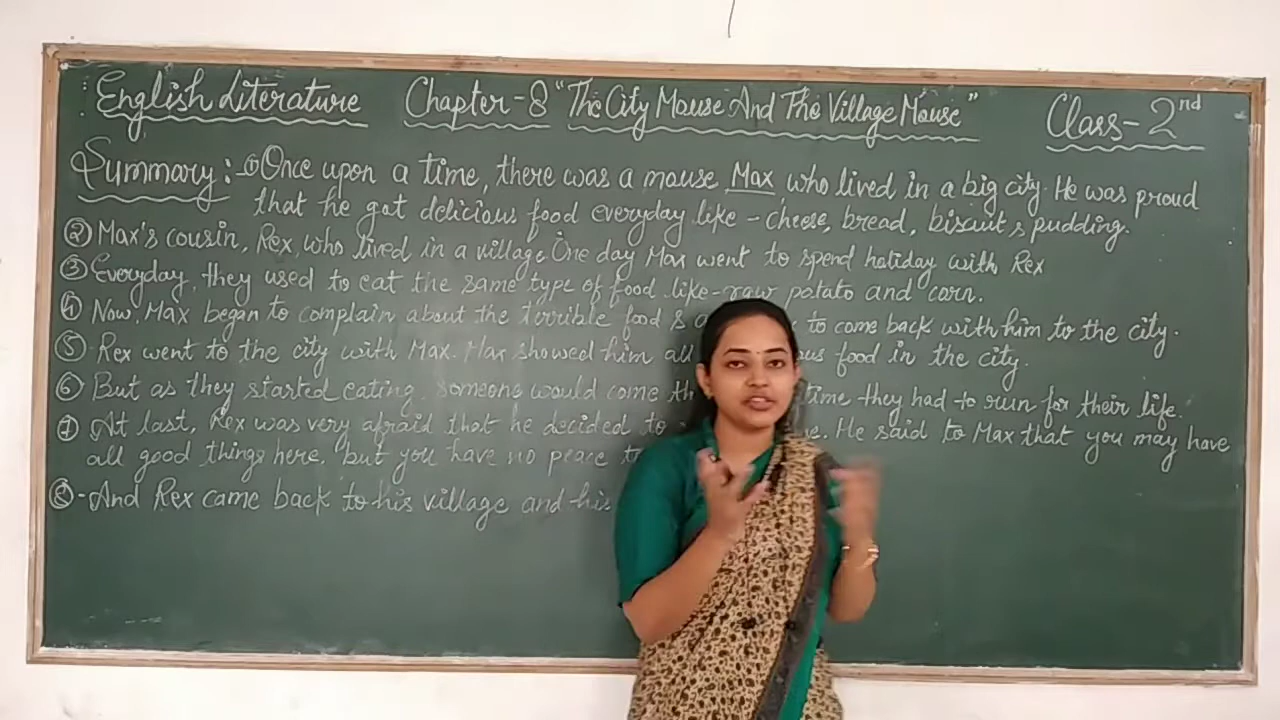 English Literature Chapter-8 "The City Mouse And The Village Mouse" Class-2nd
Summary:-① Once upon a time, there was a mouse Max who lived in a big city. He was proud
that he got delicious food everyday like - cheese, bread, biscuits, pudding.
② Max's cousin, Rex, who lived in a village. One day Max went to spend holiday with Rex
③ Everyday, they used to eat the same type of food like-raw potato and corn.
④ Now, Max began to complain about the terrible food & to come back with him to the city.
⑤ Rex went to the city with Max. Max showed him all food in the city.
⑥ But as they started eating, someone would come time they had to run for their life.
⑦ At last, Rex was very afraid that he decided to He said to Max that you may have
all good things here, but you have no peace
⑧ - And Rex came back to his village and his